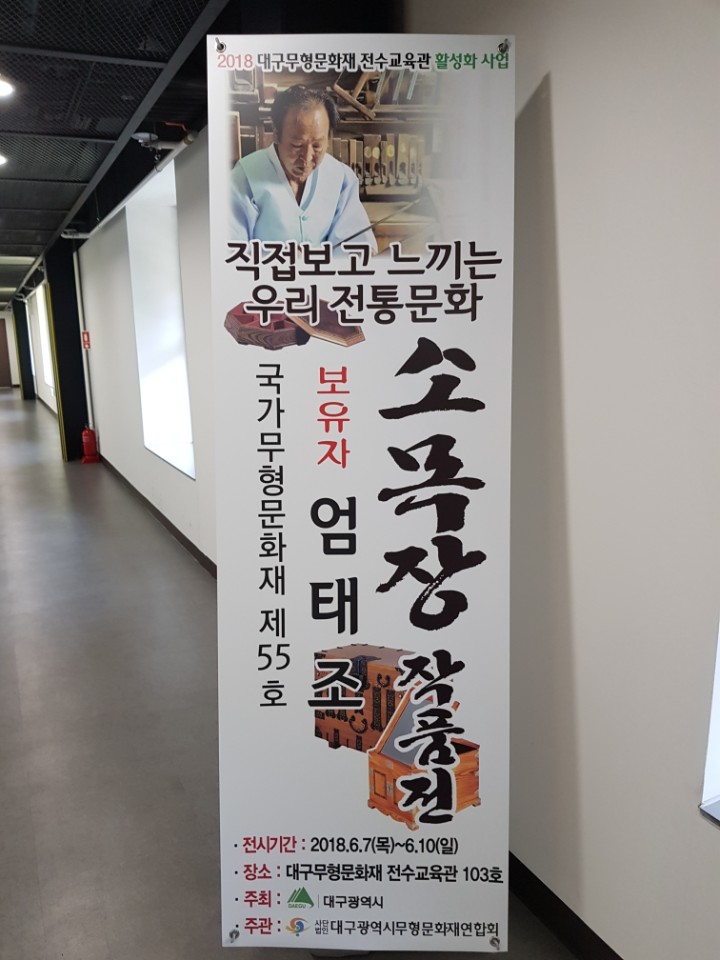 2018 대구무형문화재 전수교육관 활성화 사업
직접보고 느끼는
우리 전통문화
소목장 작품전
보유자 엄태조
국가무형문화재 제55호
· 전시기간 : 2018.6.7(목)~6.10(일)
· 장소 : 대구무형문화재 전수교육관 103호
· 주최 : DAEGU 대구광역시
· 주관 : 사단법인 대구광역시무형문화재연합회